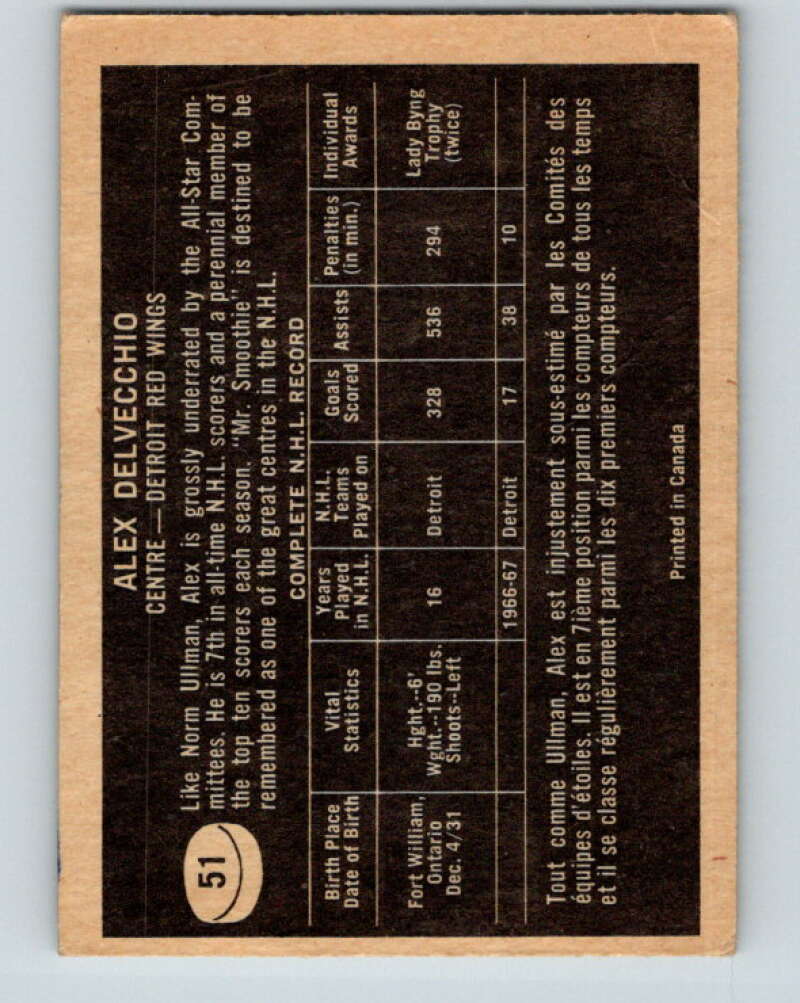 ALEX DELVECCHIO
CENTRE — DETROIT RED WINGS
51
Like Norm Ullman, Alex is grossly underrated by the All-Star Com-
mittees. He is 7th in all-time N.H.L. scorers and a perennial member of
the top ten scorers each season. "Mr. Smoothie" is destined to be
remembered as one of the great centres in the N.H.L.
COMPLETE N.H.L. RECORD
Birth Place
Date of Birth
Vital
Statistics
Years
Played
in N.H.L.
N.H.L.
Teams
Played on
Goals
Scored
Assists
Penalties
(in min.)
Individual
Awards
Fort William,
Ontario
Dec. 4/31
Hght.--6'
Wght.--190 lbs.
Shoots--Left
16
Detroit
328
536
294
Lady Byng
Trophy
(twice)
1966-67
Detroit
17
38
10
Tout comme Ullman, Alex est injustement sous-estimé par les Comités des
équipes d'étoiles. Il est en 7ième position parmi les compteurs de tous les temps
et il se classe régulièrement parmi les dix premiers compteurs.
Printed in Canada